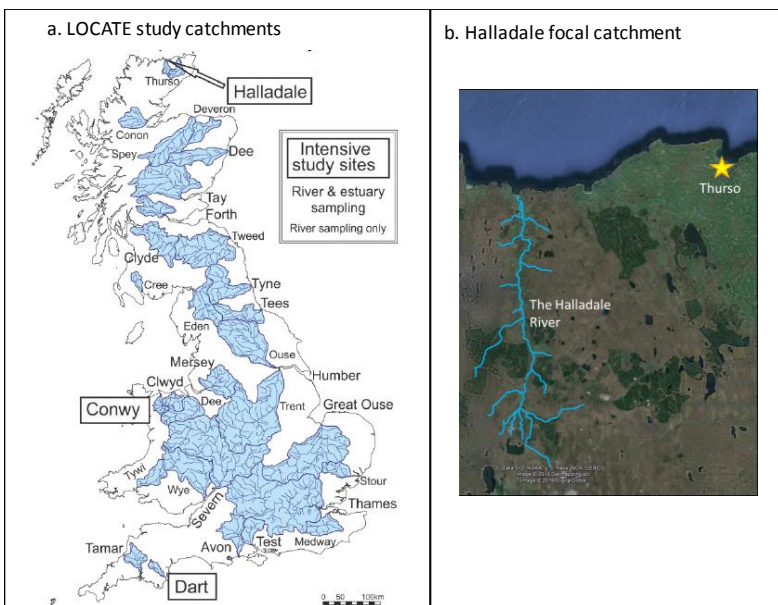 a. LOCATE study catchments
Thurso
Halladale
Deveron
Conon
Spey
Dee
Intensive
study sites
River & estuary
sampling
River sampling only
Tay
Forth
Tweed
Clyde
Cree
Tyne
Tees
Eden
Ouse
Mersey
Humber
Clwyd
Dee
Trent
Great Ouse
Conwy
Tywi
Wye
Severn
Stour
Thames
Tamar
Avon
Test
Medway
Dart
0 50 100km
b. Halladale focal catchment
Thurso
The Halladale
River